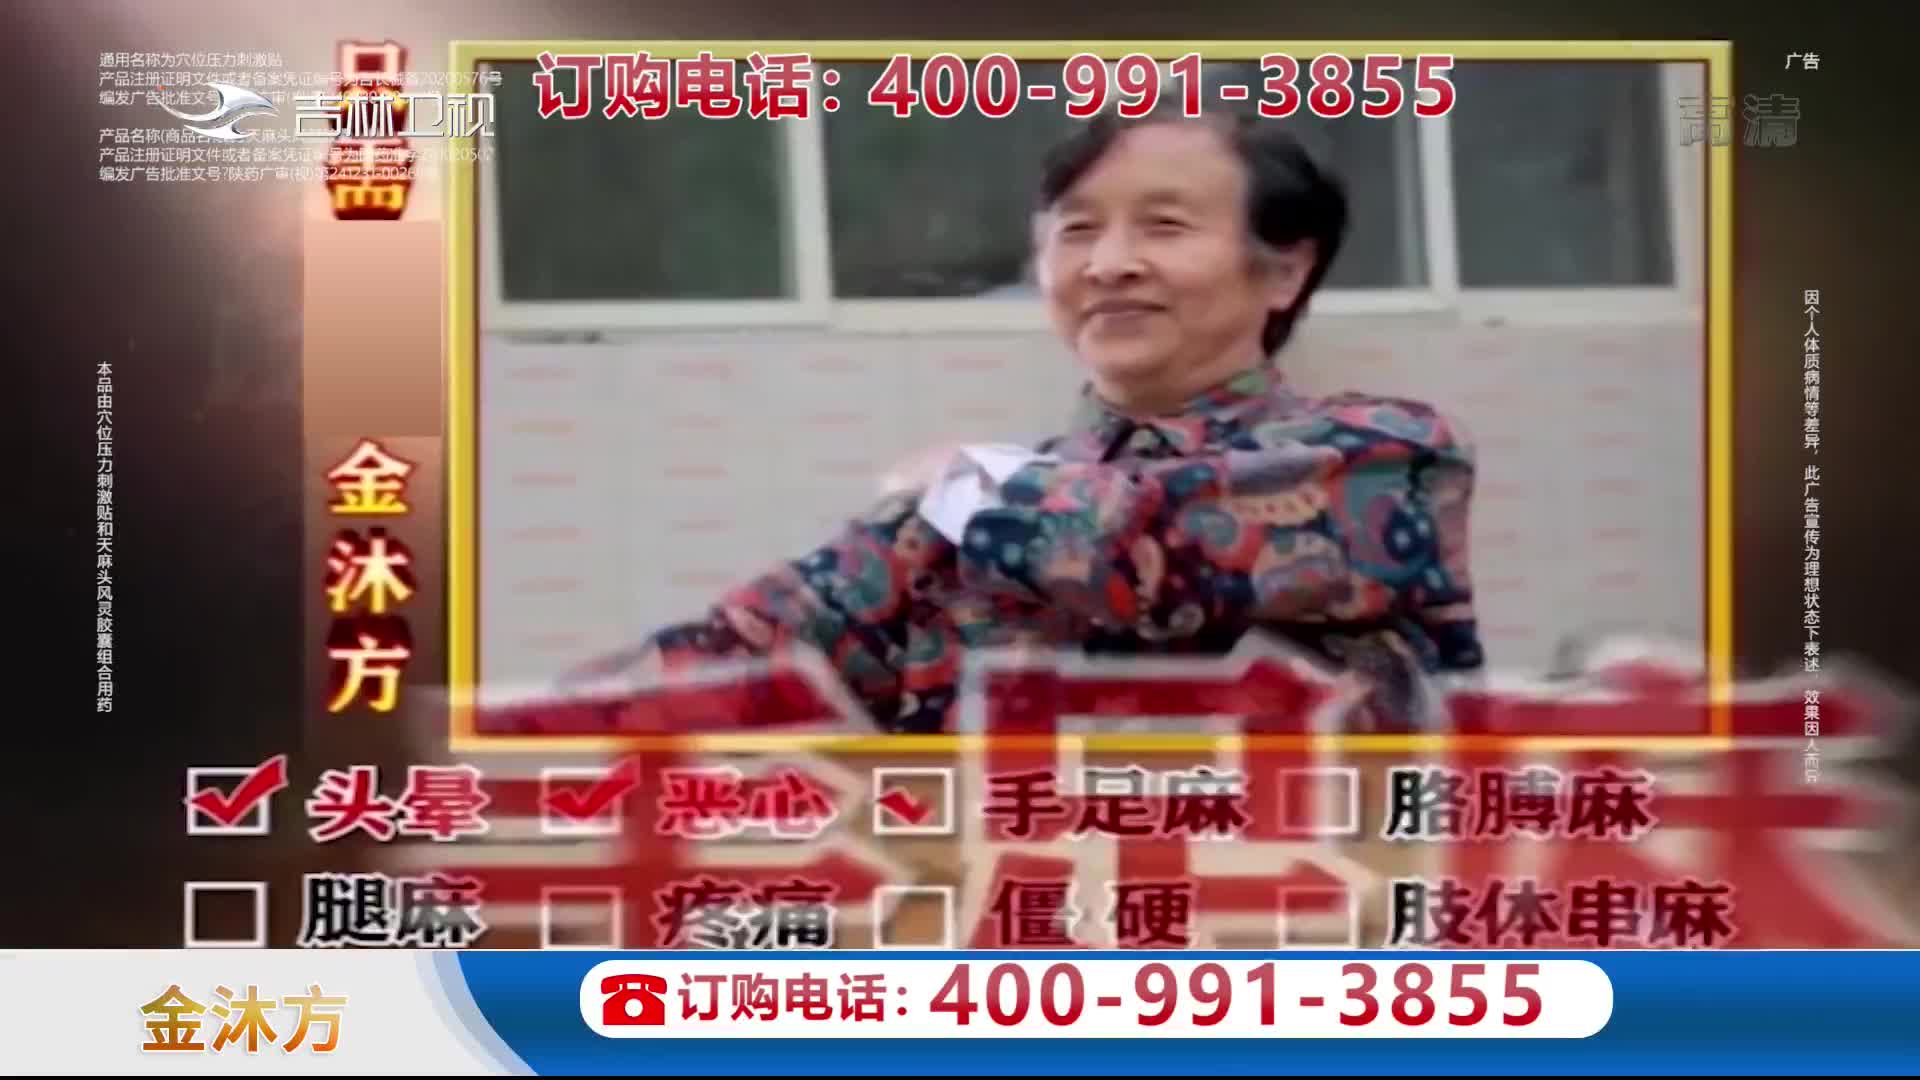 通用名称为穴位压力刺激贴
订购电话：400-991-3855
广告
吉林卫视
高清
金沐方
本品由穴位压力刺激贴和天麻头风灵胶囊组合用药
因个人体质病情等差异，此广告宣传为理想状态下表述，效果因人而异
头晕 恶心 手足麻 胳膊麻
腿麻 疼痛 僵硬 肢体串麻
金沐方
订购电话：400-991-3855